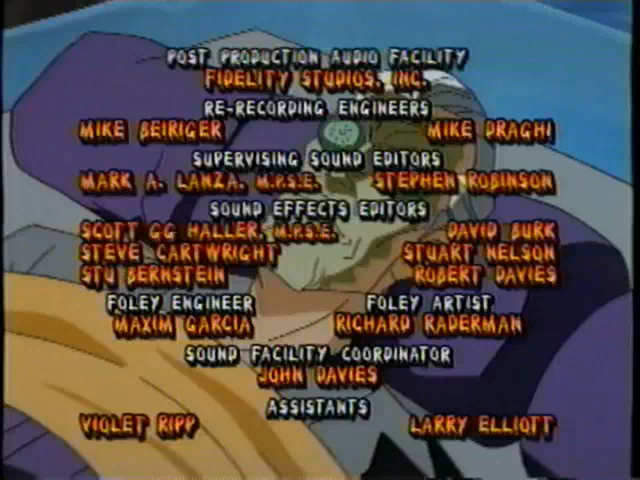 POST PRODUCTION AUDIO FACILITY
FIDELITY STUDIOS, INC.
RE-RECORDING ENGINEERS
MIKE BEIRIGER MIKE DRAGHI
SUPERVISING SOUND EDITORS
MARK A. LANZA, M.P.S.E. STEPHEN ROBINSON
SOUND EFFECTS EDITORS
SCOTT GG HALLER, M.P.S.E. DAVID BURK
STEVE CARTWRIGHT STUART NELSON
STU BERNSTEIN ROBERT DAVIES
FOLEY ENGINEER FOLEY ARTIST
MAXIM GARCIA RICHARD RADERMAN
SOUND FACILITY COORDINATOR
JOHN DAVIES
ASSISTANTS
VIOLET RIPP LARRY ELLIOTT